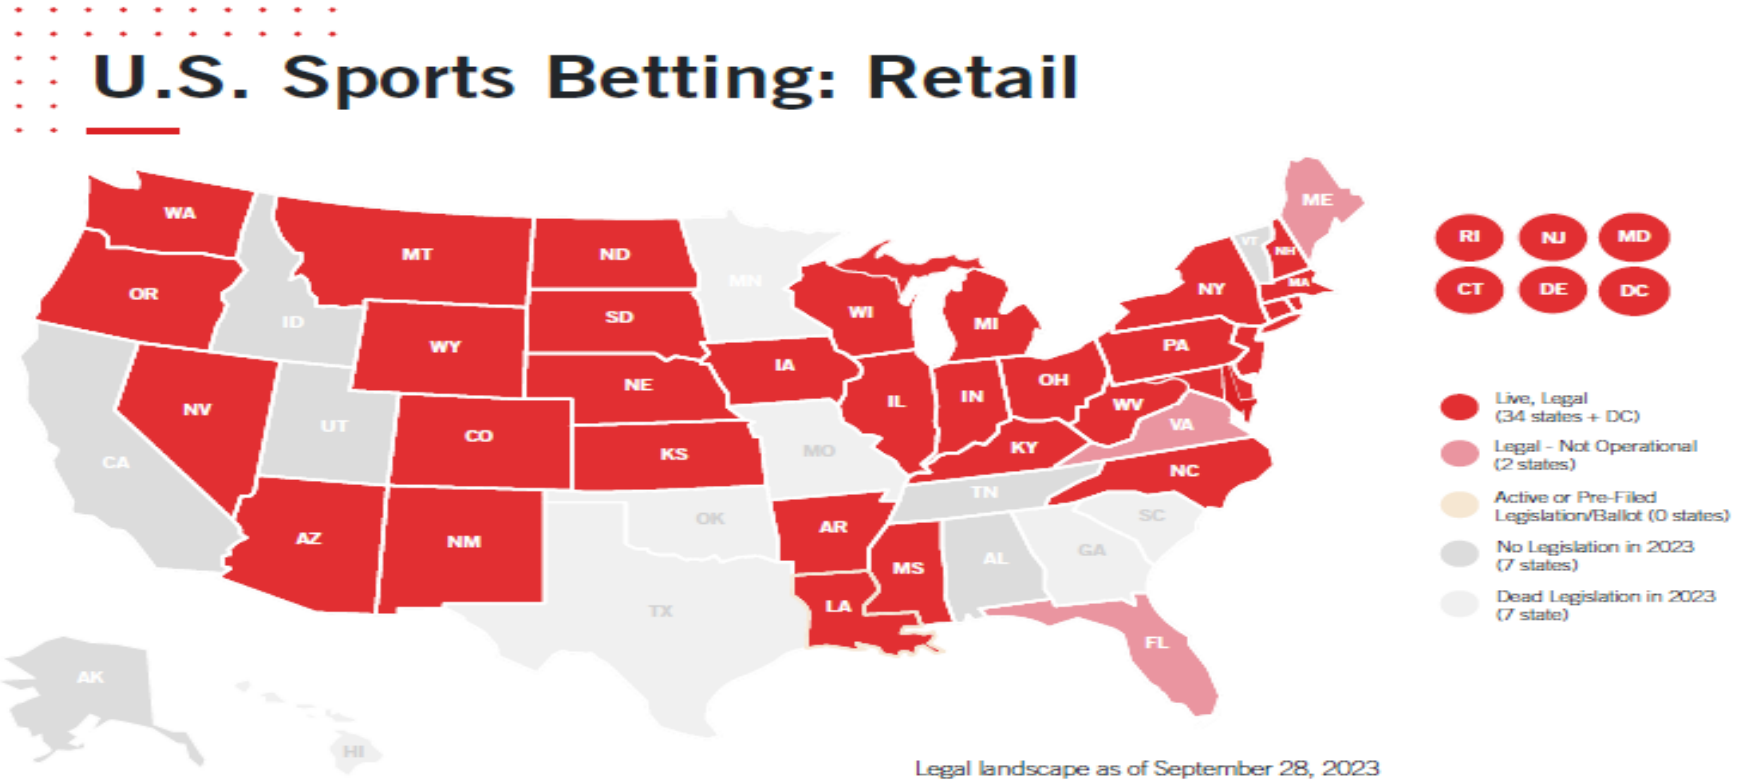 U.S. Sports Betting: Retail
WA
MT
ND
MN
ME
VT
NH
OR
ID
SD
WI
MI
NY
MA
WY
IA
PA
NV
UT
NE
IL
IN
OH
WV
VA
CA
CO
KS
MO
KY
NC
AZ
NM
OK
AR
TN
SC
TX
MS
AL
GA
LA
FL
AK
HI
RI
NJ
MD
CT
DE
DC
Live, Legal
(34 states + DC)
Legal - Not Operational
(2 states)
Active or Pre-Filed
Legislation/Ballot (0 states)
No Legislation in 2023
(7 states)
Dead Legislation in 2023
(7 state)
Legal landscape as of September 28, 2023